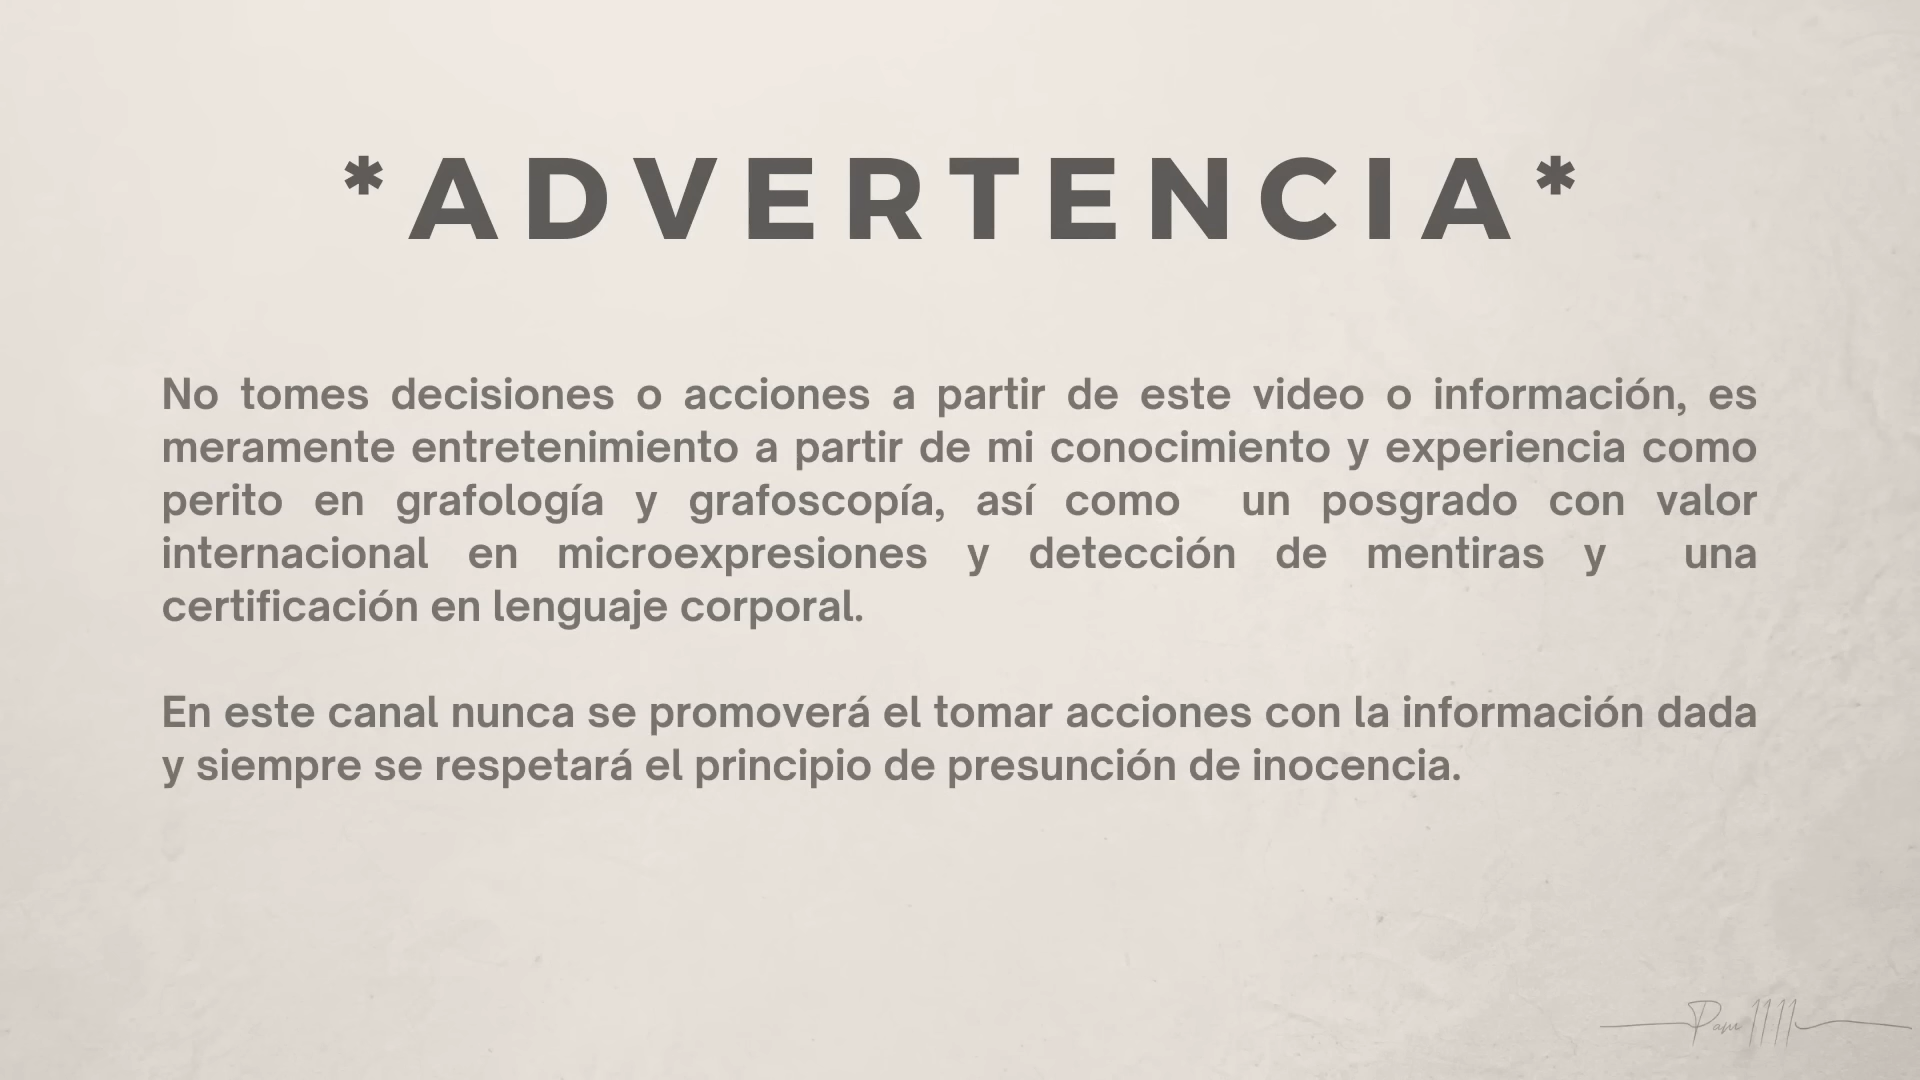 *ADVERTENCIA*
No tomes decisiones o acciones a partir de este video o información, es
meramente entretenimiento a partir de mi conocimiento y experiencia como
perito en grafología y grafoscopía, así como un posgrado con valor
internacional en microexpresiones y detección de mentiras y una
certificación en lenguaje corporal.
En este canal nunca se promoverá el tomar acciones con la información dada
y siempre se respetará el principio de presunción de inocencia.
Pam 1111